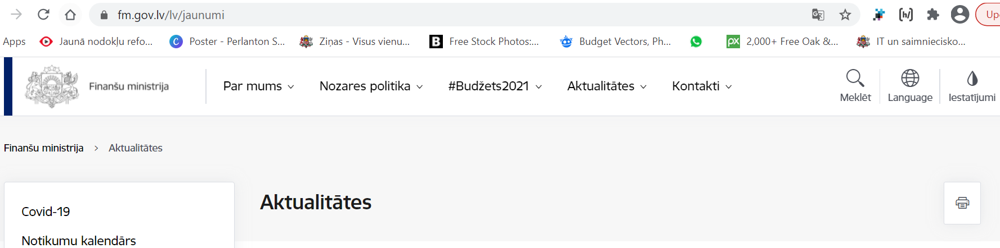 fm.gov.lv/lv/jaunumi
Up
Apps Jaunā nodokļu refo... Poster - Perlanton S... Ziņas - Visus vienu... Free Stock Photos:... Budget Vectors, Ph... 2,000+ Free Oak &... IT un saimniecisko...
Finanšu ministrija Par mums Nozares politika #Budžets2021 Aktualitātes Kontakti
Meklēt Language Iestatījumi
Finanšu ministrija > Aktualitātes
Aktualitātes
Covid-19
Notikumu kalendārs